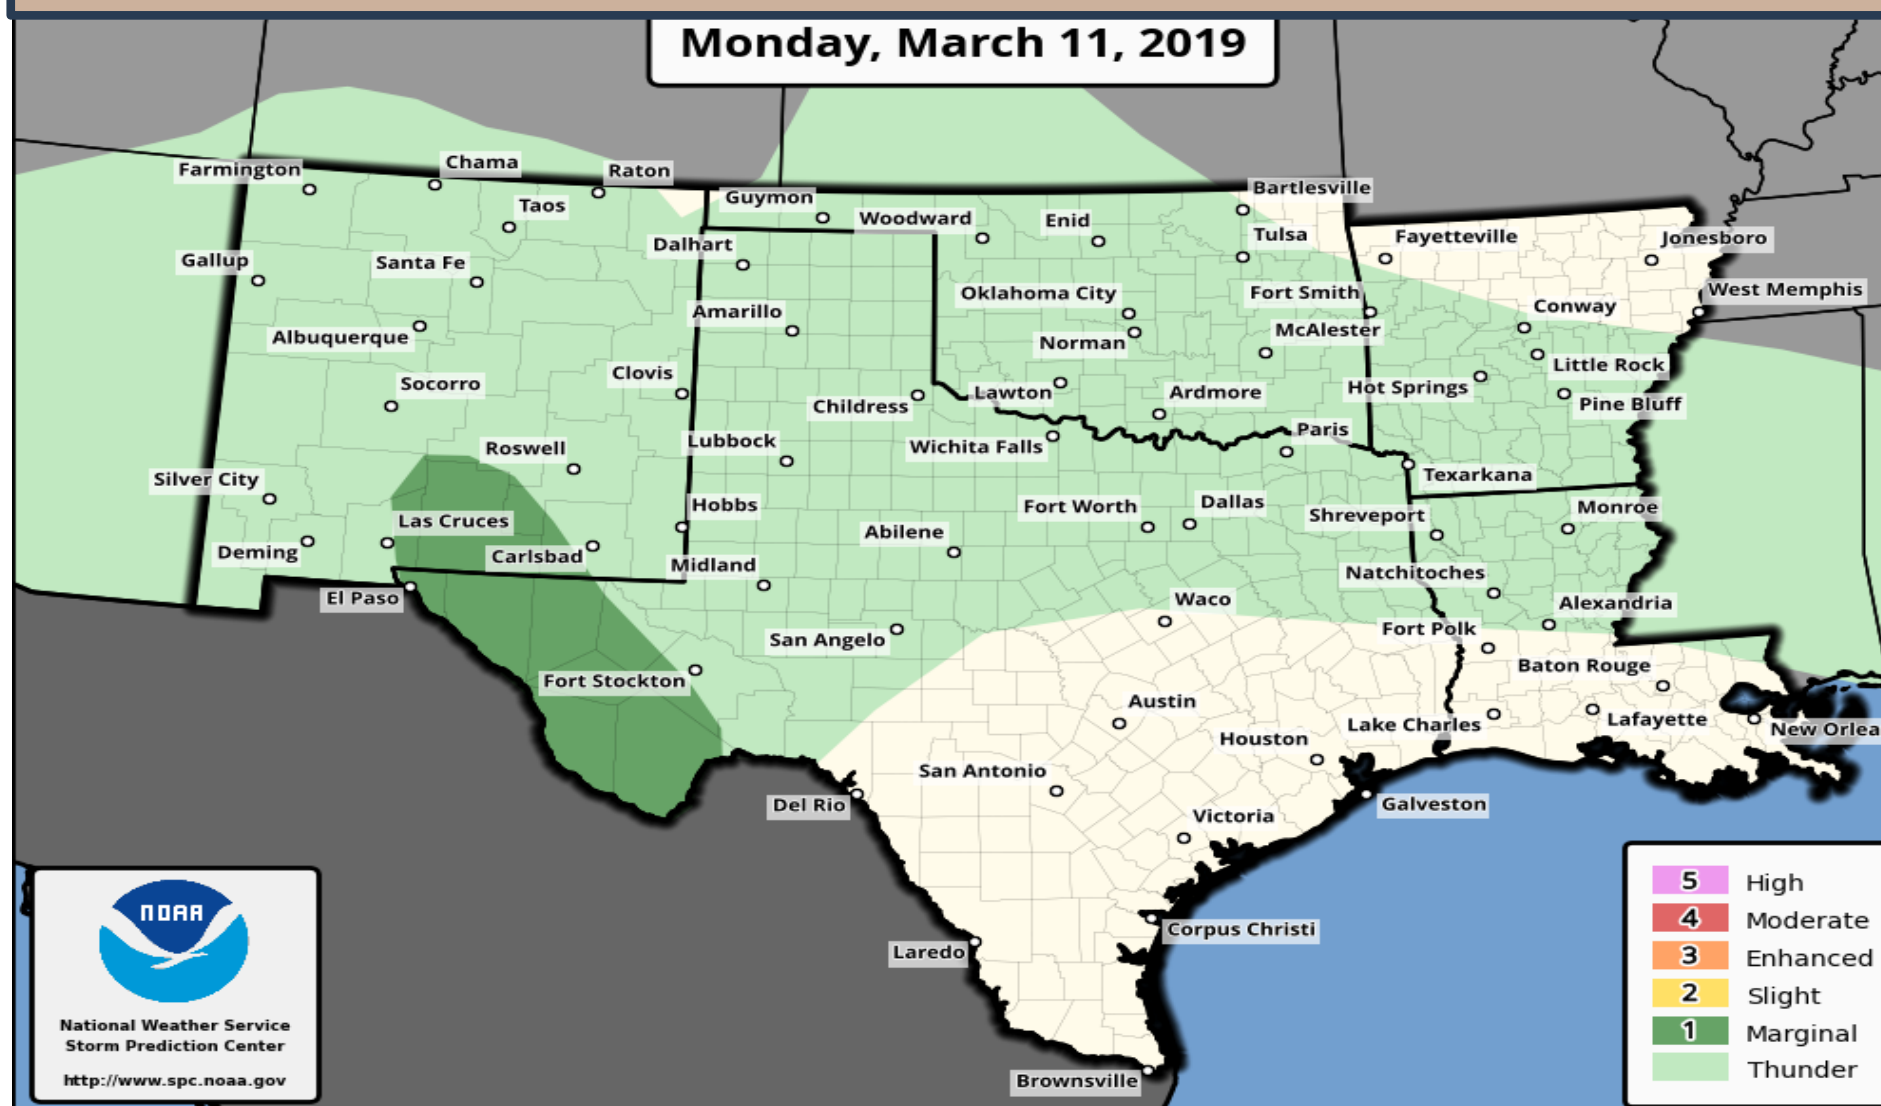 Monday, March 11, 2019
Farmington
Chama
Raton
Taos
Guymon
Bartlesville
Woodward
Enid
Tulsa
Fayetteville
Jonesboro
Dalhart
Gallup
Santa Fe
Oklahoma City
Fort Smith
West Memphis
Amarillo
Conway
Albuquerque
Norman
McAlester
Little Rock
Clovis
Socorro
Lawton
Ardmore
Hot Springs
Pine Bluff
Childress
Paris
Roswell
Lubbock
Wichita Falls
Texarkana
Silver City
Hobbs
Fort Worth
Dallas
Shreveport
Monroe
Las Cruces
Abilene
Deming
Carlsbad
Midland
Natchitoches
El Paso
Waco
Alexandria
San Angelo
Fort Polk
Fort Stockton
Baton Rouge
Austin
Lake Charles
Lafayette
New Orlea
Houston
San Antonio
Del Rio
Galveston
Victoria
Corpus Christi
Laredo
Brownsville
NOAA
National Weather Service
Storm Prediction Center
http://www.spc.noaa.gov
5 High
4 Moderate
3 Enhanced
2 Slight
1 Marginal
Thunder